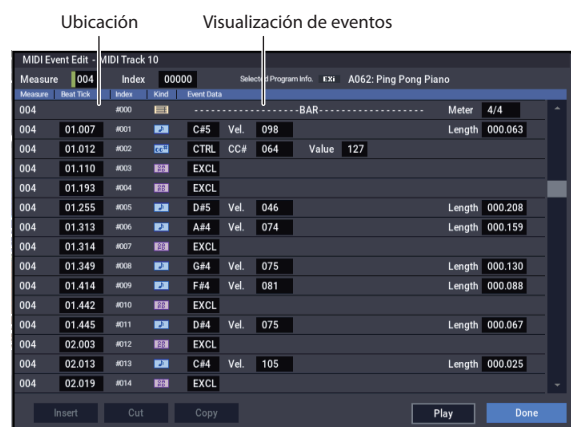 Ubicación Visualización de eventos
MIDI Event Edit - MIDI Track 10
Measure 004 Index 00000 Selected Program Info. EXi A062: Ping Pong Piano
Measure Beat Tick Index Kind Event Data
004 #000 --------------------BAR-------------------- Meter 4/4
004 01.007 #001 C#5 Vel. 098 Length 000.063
004 01.012 #002 CC CTRL CC# 064 Value 127
004 01.110 #003 EXCL
004 01.193 #004 EXCL
004 01.255 #005 D#5 Vel. 046 Length 000.208
004 01.313 #006 A#4 Vel. 074 Length 000.159
004 01.314 #007 EXCL
004 01.349 #008 G#4 Vel. 075 Length 000.130
004 01.414 #009 F#4 Vel. 081 Length 000.088
004 01.442 #010 EXCL
004 01.445 #011 D#4 Vel. 075 Length 000.067
004 02.003 #012 EXCL
004 02.013 #013 C#4 Vel. 105 Length 000.025
004 02.019 #014 EXCL
Insert Cut Copy Play Done